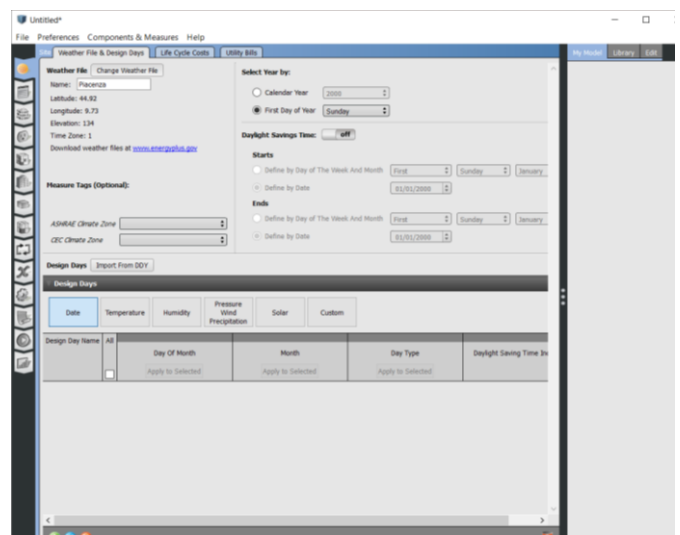 Untitled*
File Preferences Components & Measures Help
Site Weather File & Design Days Life Cycle Costs Utility Bills My Model Library Edit
Weather File Change Weather File
Name: Piacenza
Latitude: 44.92
Longitude: 9.73
Elevation: 134
Time Zone: 1
Download weather files at www.energyplus.gov
Measure Tags (Optional):
ASHRAE Climate Zone
CEC Climate Zone
Select Year by:
Calendar Year 2000
First Day of Year Sunday
Daylight Savings Time: off
Starts
Define by Day of The Week And Month First Sunday January
Define by Date 01/01/2000
Ends
Define by Day of The Week And Month First Sunday January
Define by Date 01/01/2000
Design Days Import From DDY
Design Days
Date Temperature Humidity Pressure Wind Precipitation Solar Custom
Design Day Name All Day Of Month Month Day Type Daylight Saving Time In
Apply to Selected Apply to Selected Apply to Selected